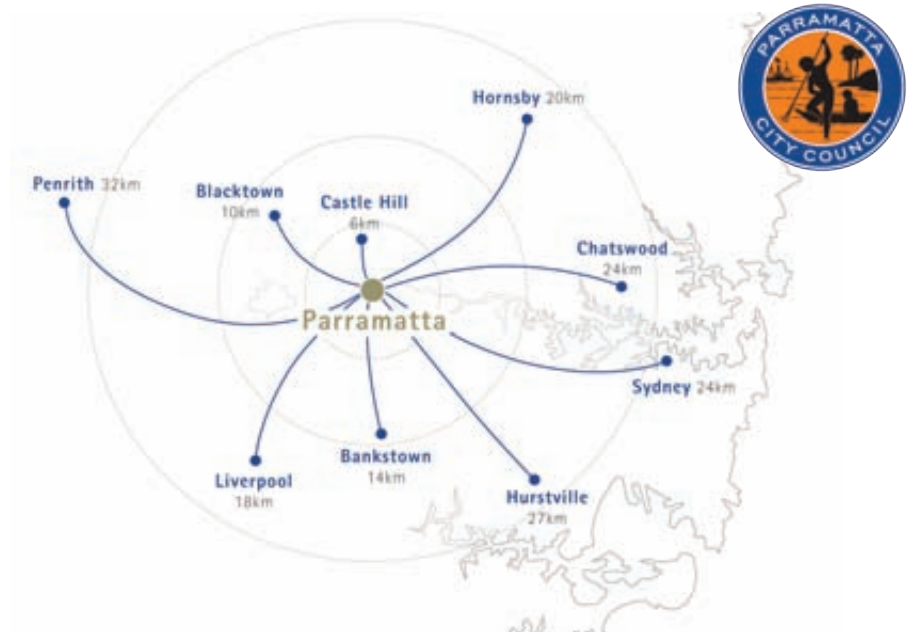 PARRAMATTA
CITY COUNCIL
Hornsby 20km
Penrith 32km
Blacktown
10km
Castle Hill
6km
Chatswood
24km
Parramatta
Sydney 24km
Bankstown
14km
Liverpool
18km
Hurstville
27km